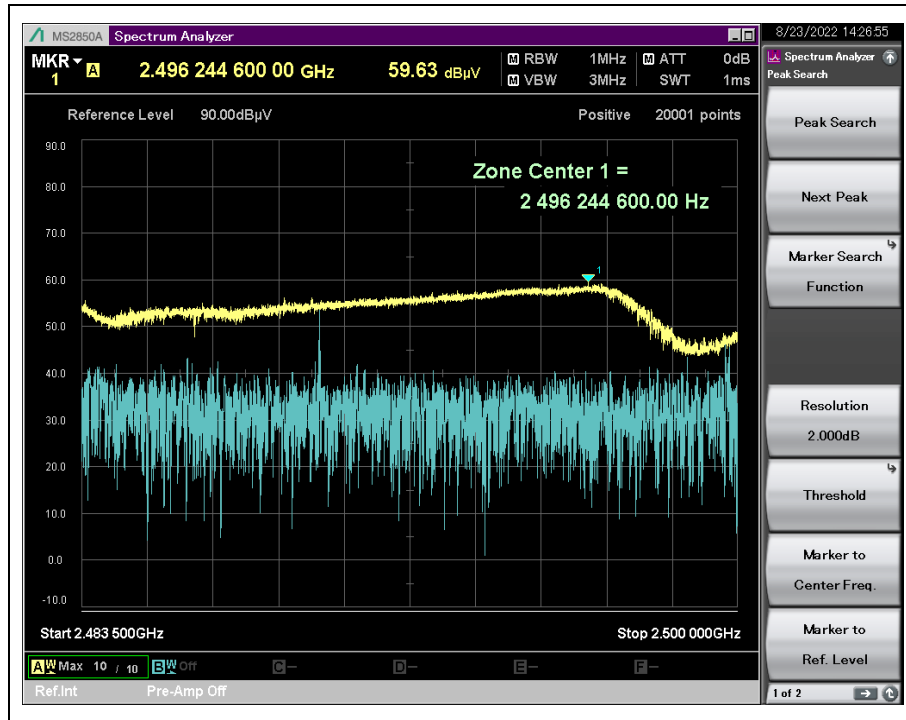 MS2850A Spectrum Analyzer
8/23/2022 14:26:55
MKR 1 A 2.496 244 600 00 GHz 59.63 dBµV
M RBW 1MHz M ATT 0dB
M VBW 3MHz SWT 1ms
Spectrum Analyzer
Peak Search
Reference Level 90.00dBµV Positive 20001 points
90.0
80.0
70.0
60.0
50.0
40.0
30.0
20.0
10.0
0.0
-10.0
Zone Center 1 =
2 496 244 600.00 Hz
1
Start 2.483 500GHz Stop 2.500 000GHz
A W Max 10 / 10 B W Off C - D - E - F -
Ref.Int Pre-Amp Off
Peak Search
Next Peak
Marker Search
Function
Resolution
2.000dB
Threshold
Marker to
Center Freq.
Marker to
Ref. Level
1 of 2